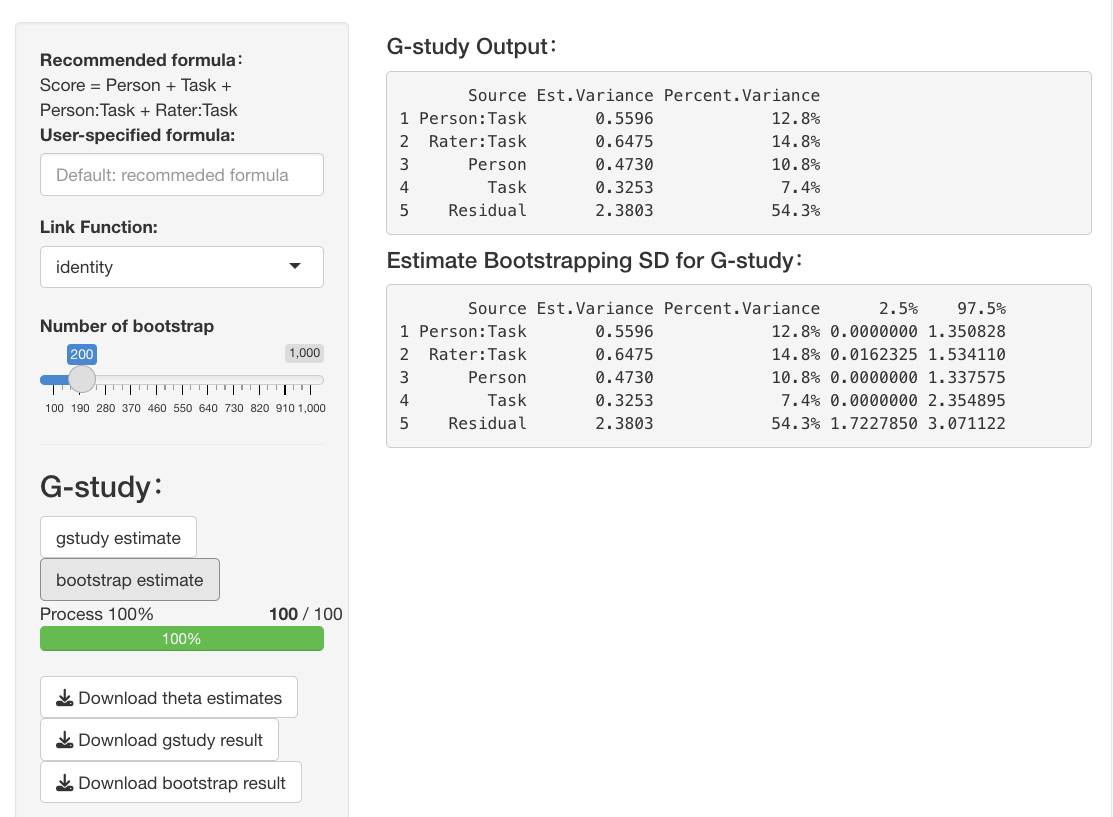 Recommended formula：
Score = Person + Task +
Person:Task + Rater:Task
User-specified formula:
Default: recommeded formula
Link Function:
identity
Number of bootstrap
200 1,000
100 190 280 370 460 550 640 730 820 910 1,000
G-study：
gstudy estimate
bootstrap estimate
Process 100% 100 / 100
100%
Download theta estimates
Download gstudy result
Download bootstrap result
G-study Output：
Source Est.Variance Percent.Variance
1 Person:Task 0.5596 12.8%
2 Rater:Task 0.6475 14.8%
3 Person 0.4730 10.8%
4 Task 0.3253 7.4%
5 Residual 2.3803 54.3%
Estimate Bootstrapping SD for G-study：
Source Est.Variance Percent.Variance 2.5% 97.5%
1 Person:Task 0.5596 12.8% 0.0000000 1.350828
2 Rater:Task 0.6475 14.8% 0.0162325 1.534110
3 Person 0.4730 10.8% 0.0000000 1.337575
4 Task 0.3253 7.4% 0.0000000 2.354895
5 Residual 2.3803 54.3% 1.7227850 3.071122